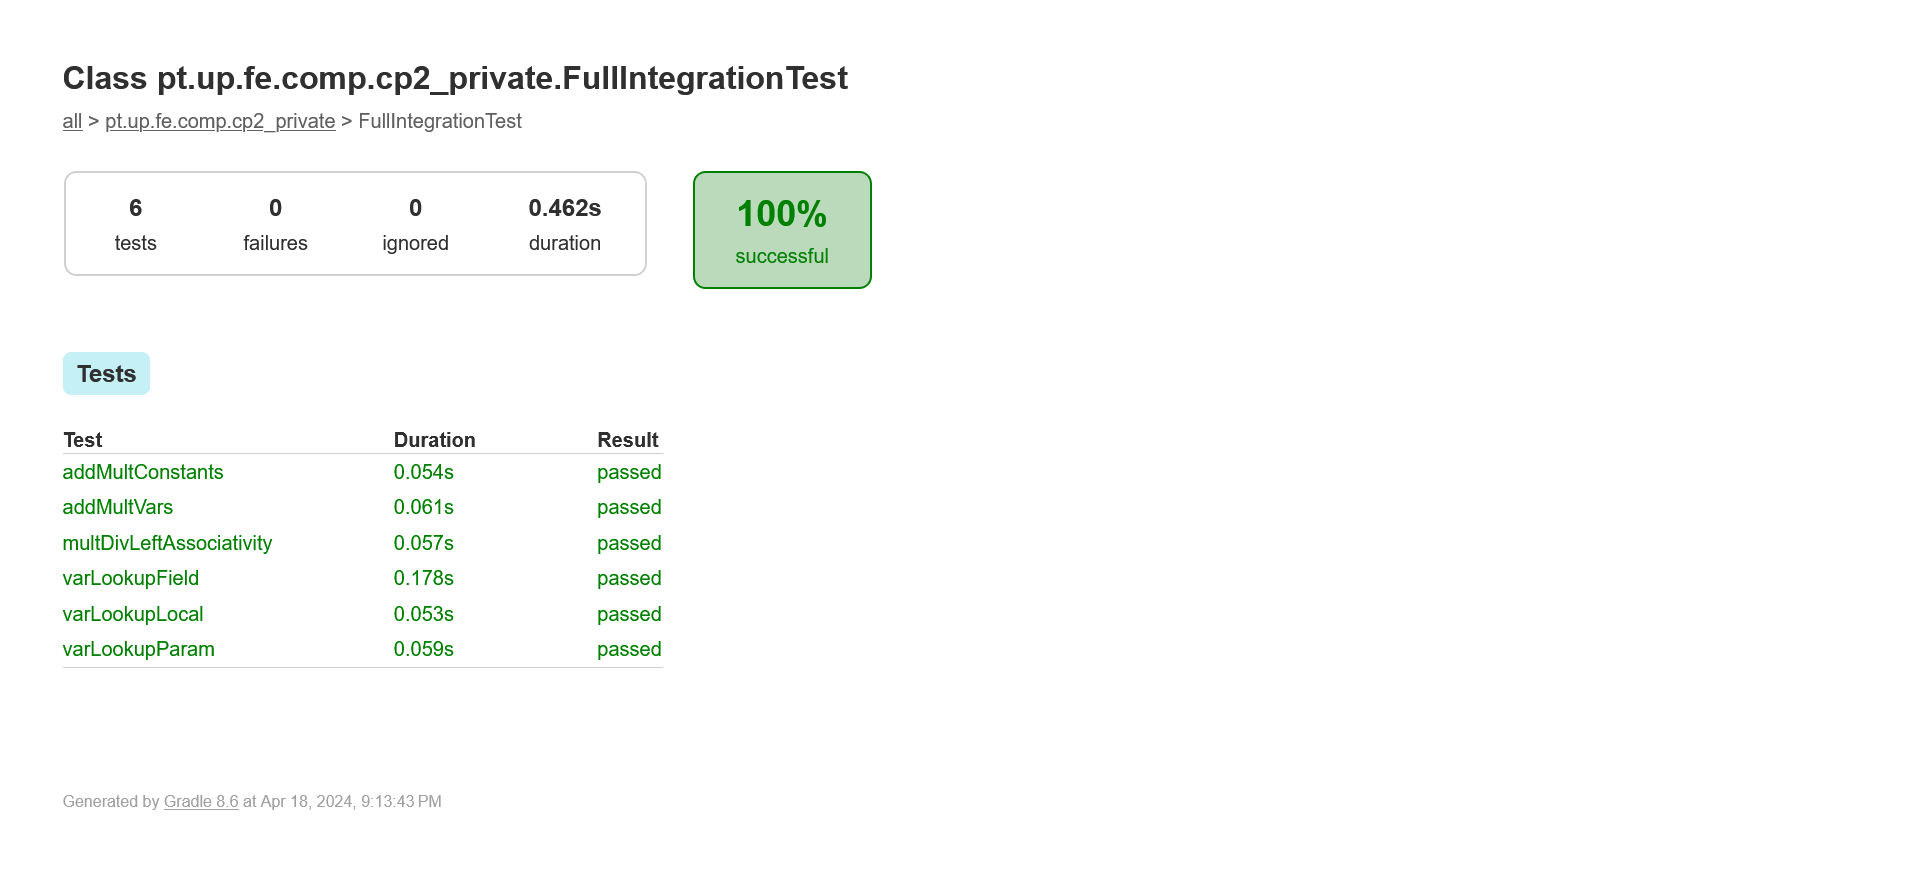 Class pt.up.fe.comp.cp2_private.FullIntegrationTest
all > pt.up.fe.comp.cp2_private > FullIntegrationTest
6 0 0 0.462s
tests failures ignored duration
100%
successful
Tests
Test Duration Result
addMultConstants 0.054s passed
addMultVars 0.061s passed
multDivLeftAssociativity 0.057s passed
varLookupField 0.178s passed
varLookupLocal 0.053s passed
varLookupParam 0.059s passed
Generated by Gradle 8.6 at Apr 18, 2024, 9:13:43 PM